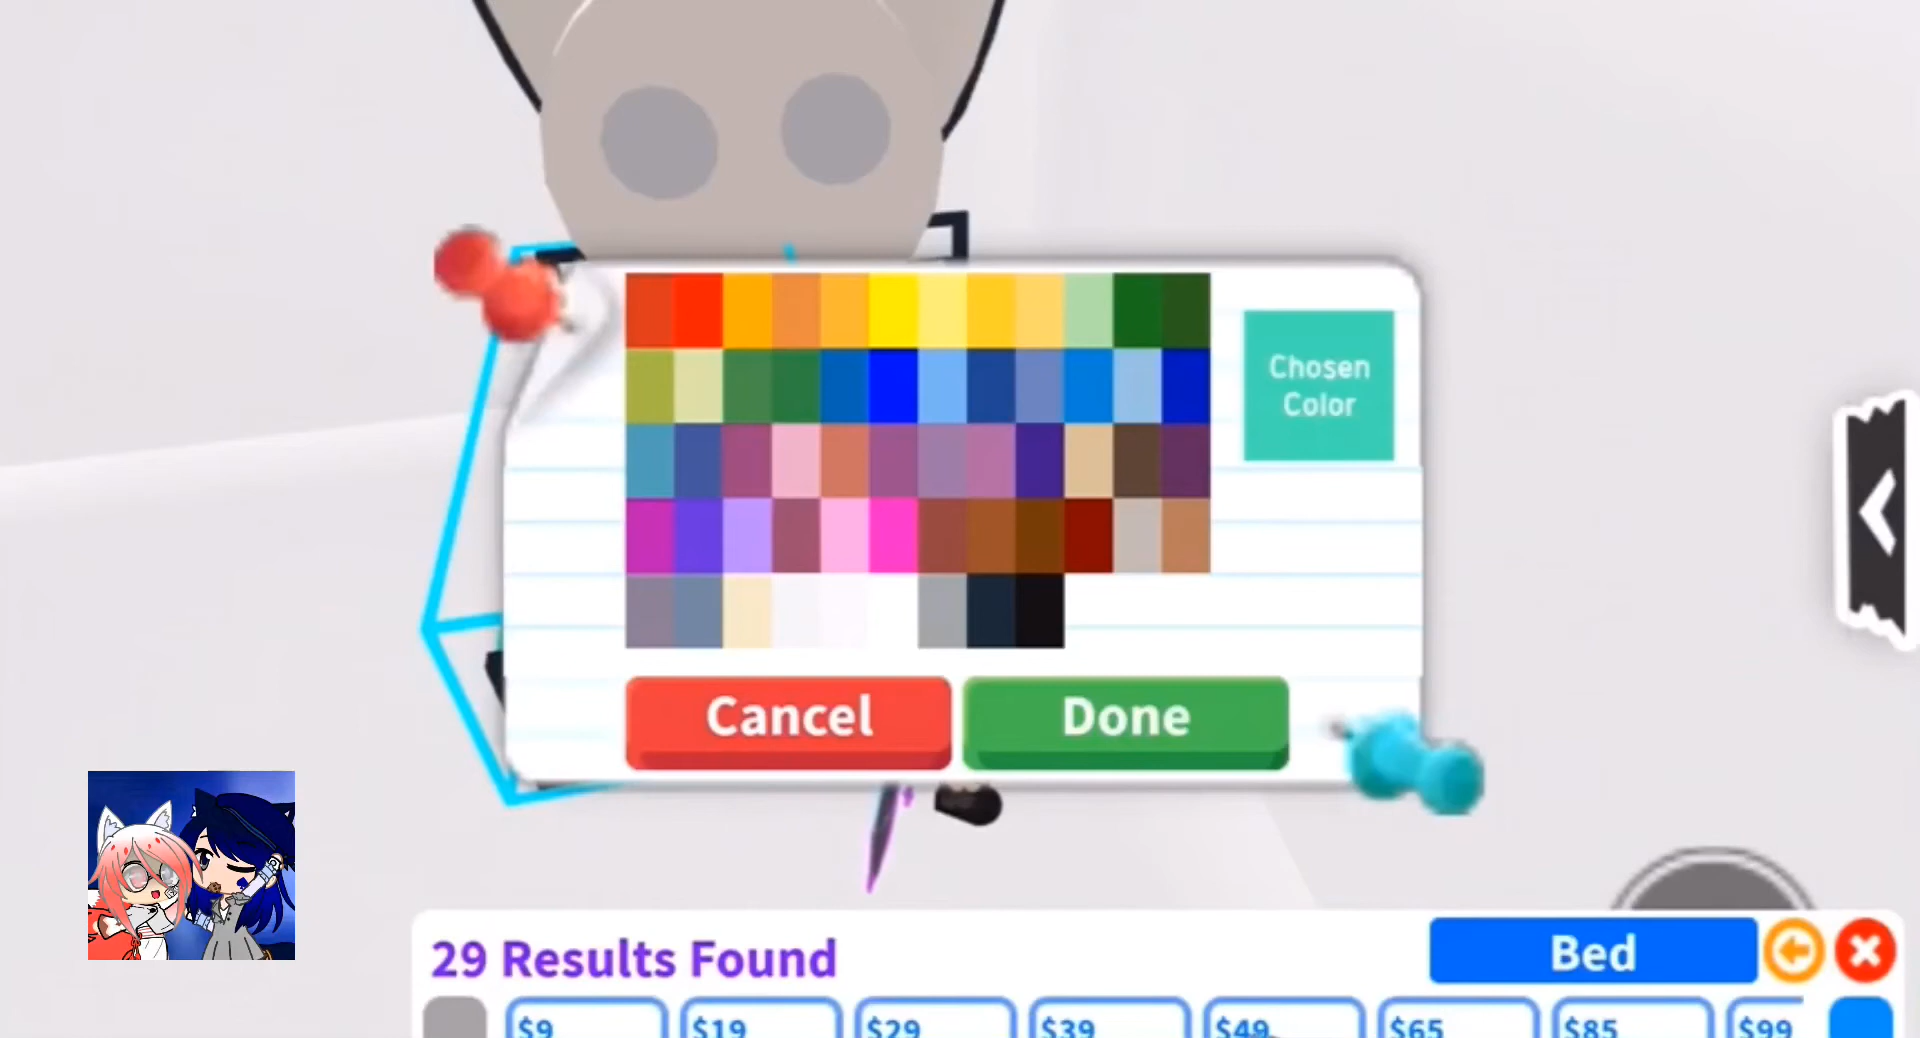 Chosen
Color
Cancel
Done
29 Results Found
Bed
$9
$19
$29
$39
$49
$65
$85
$99